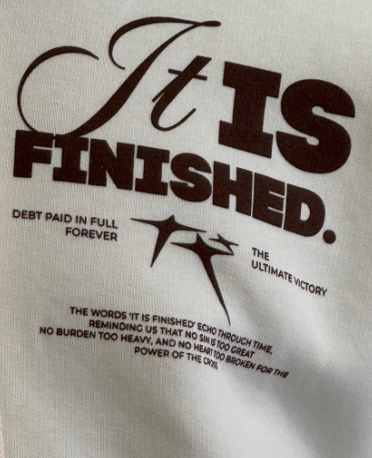 It IS
FINISHED.
DEBT PAID IN FULL
FOREVER
THE
ULTIMATE VICTORY
THE WORDS 'IT IS FINISHED' ECHO THROUGH TIME,
REMINDING US THAT NO SIN IS TOO GREAT
NO BURDEN TOO HEAVY, AND NO HEART TOO BROKEN FOR THE
POWER OF THE CROSS